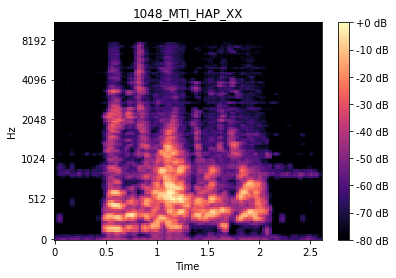 1048_MTI_HAP_XX
+0 dB
8192
-10 dB
4096
-20 dB
-30 dB
2048
Hz
-40 dB
1024
-50 dB
512
-60 dB
-70 dB
0
-80 dB
0 0.5 1 1.5 2 2.5
Time